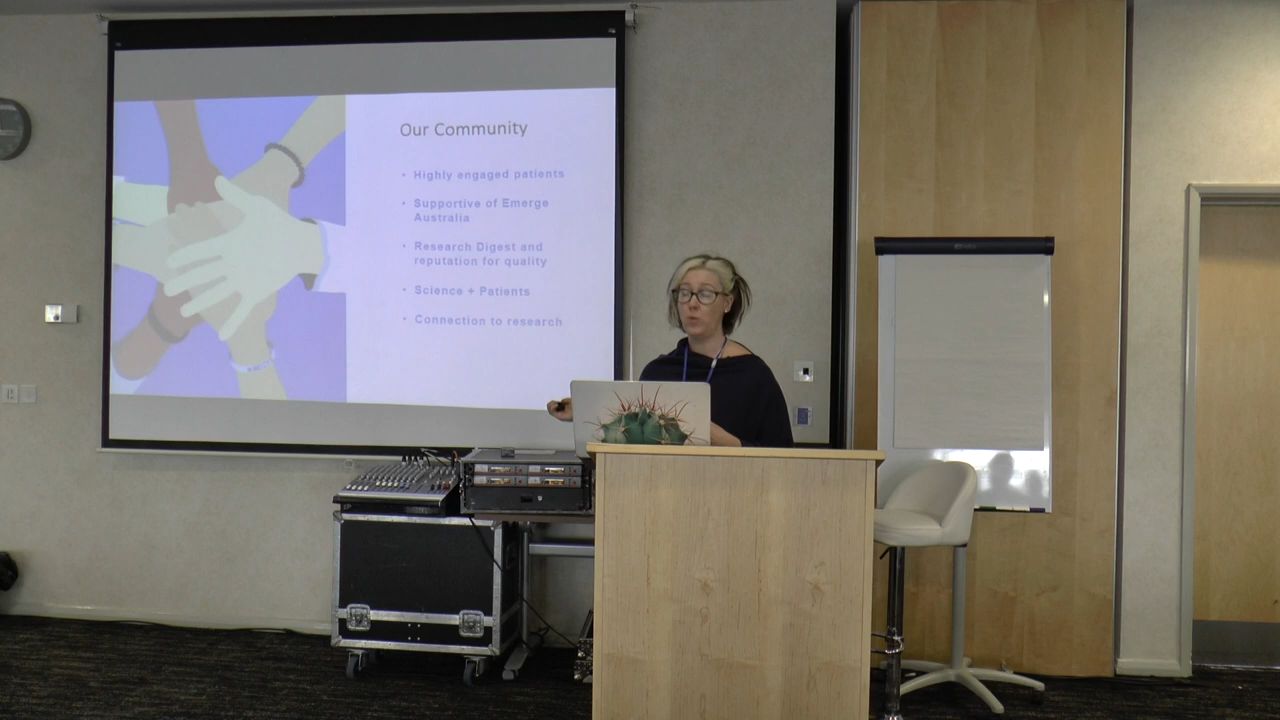 Our Community
• Highly engaged patients
• Supportive of Emerge
Australia
• Research Digest and
reputation for quality
• Science + Patients
• Connection to research